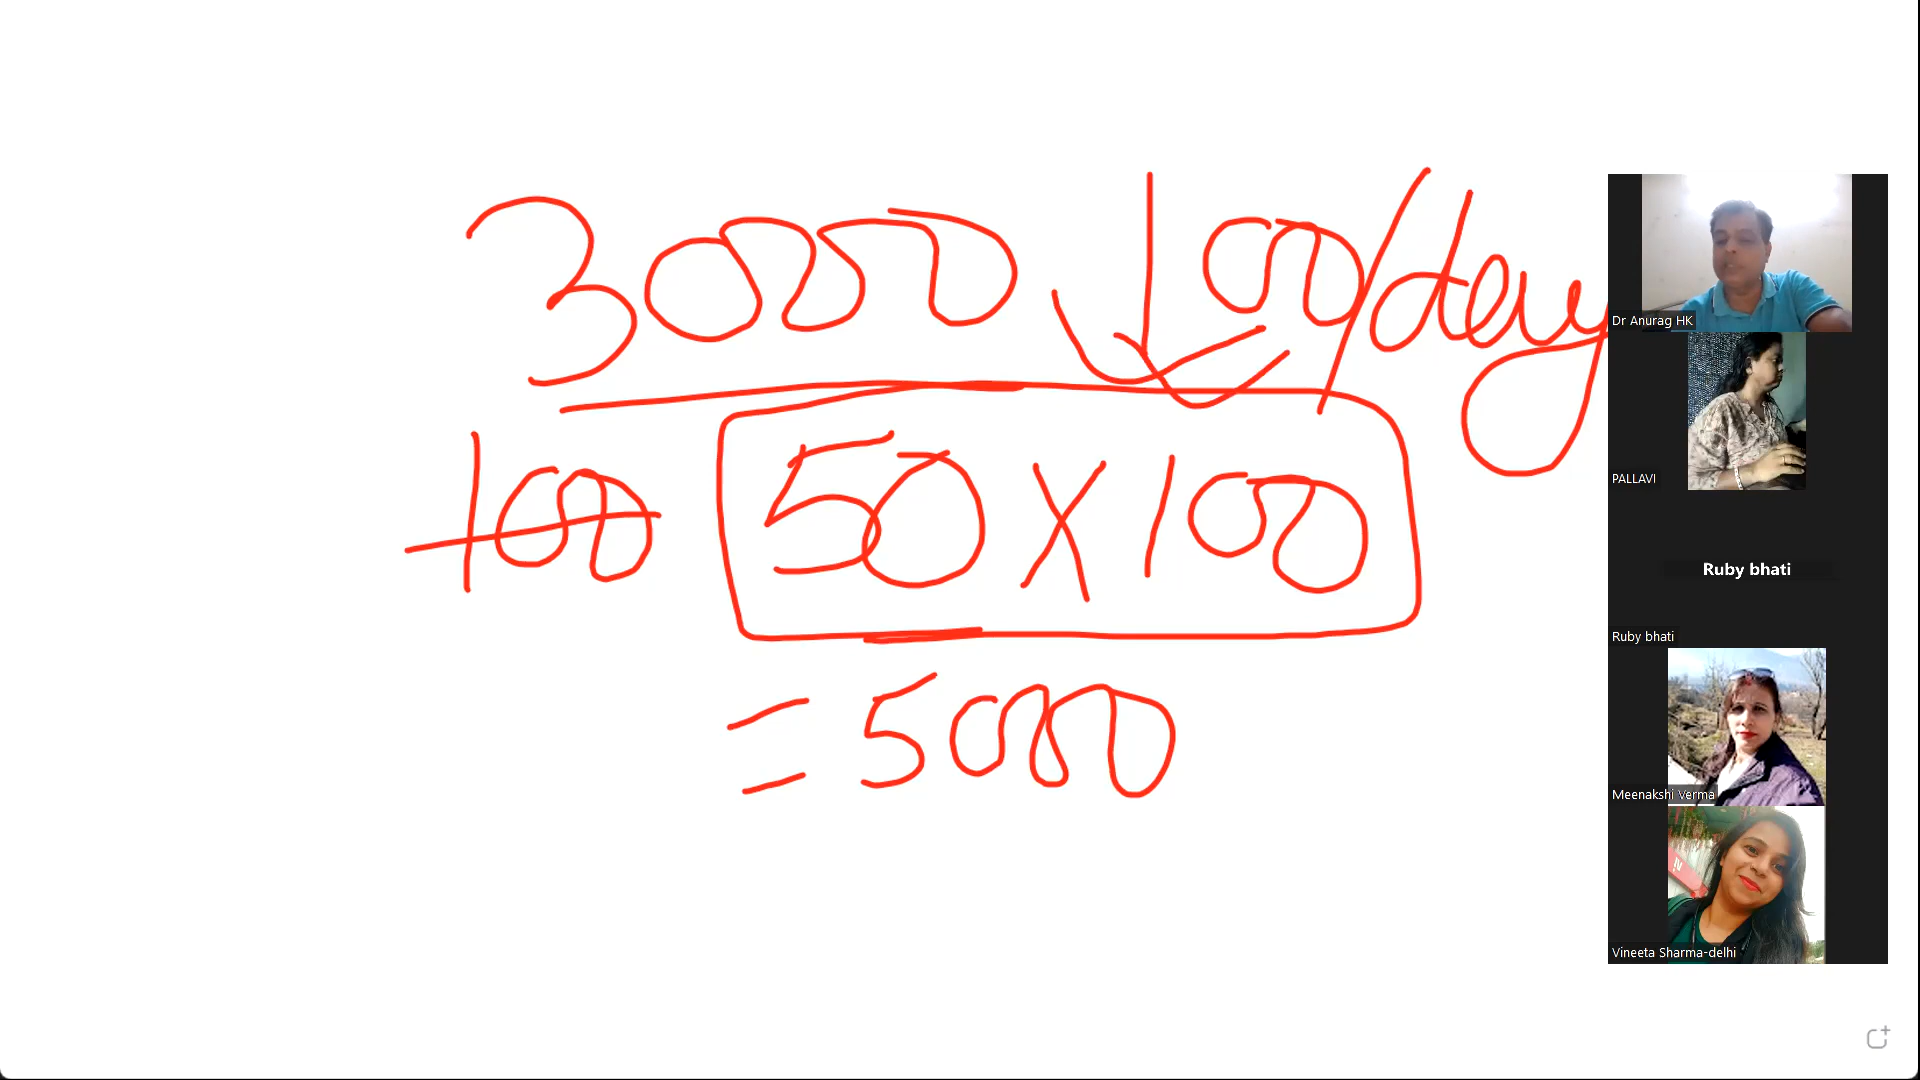 3000 ↓ 100/day
100 50 X 100
= 5000
Dr Anurag HK
PALLAVI
Ruby bhati
Ruby bhati
Meenakshi Verma
Vineeta Sharma-delhi